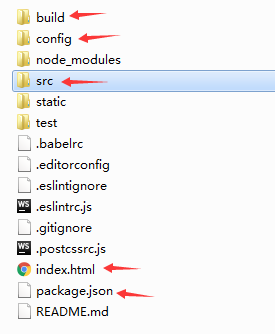 build
config
node_modules
src
static
test
.babelrc
.editorconfig
.eslintignore
.eslintrc.js
.gitignore
.postcssrc.js
index.html
package.json
README.md